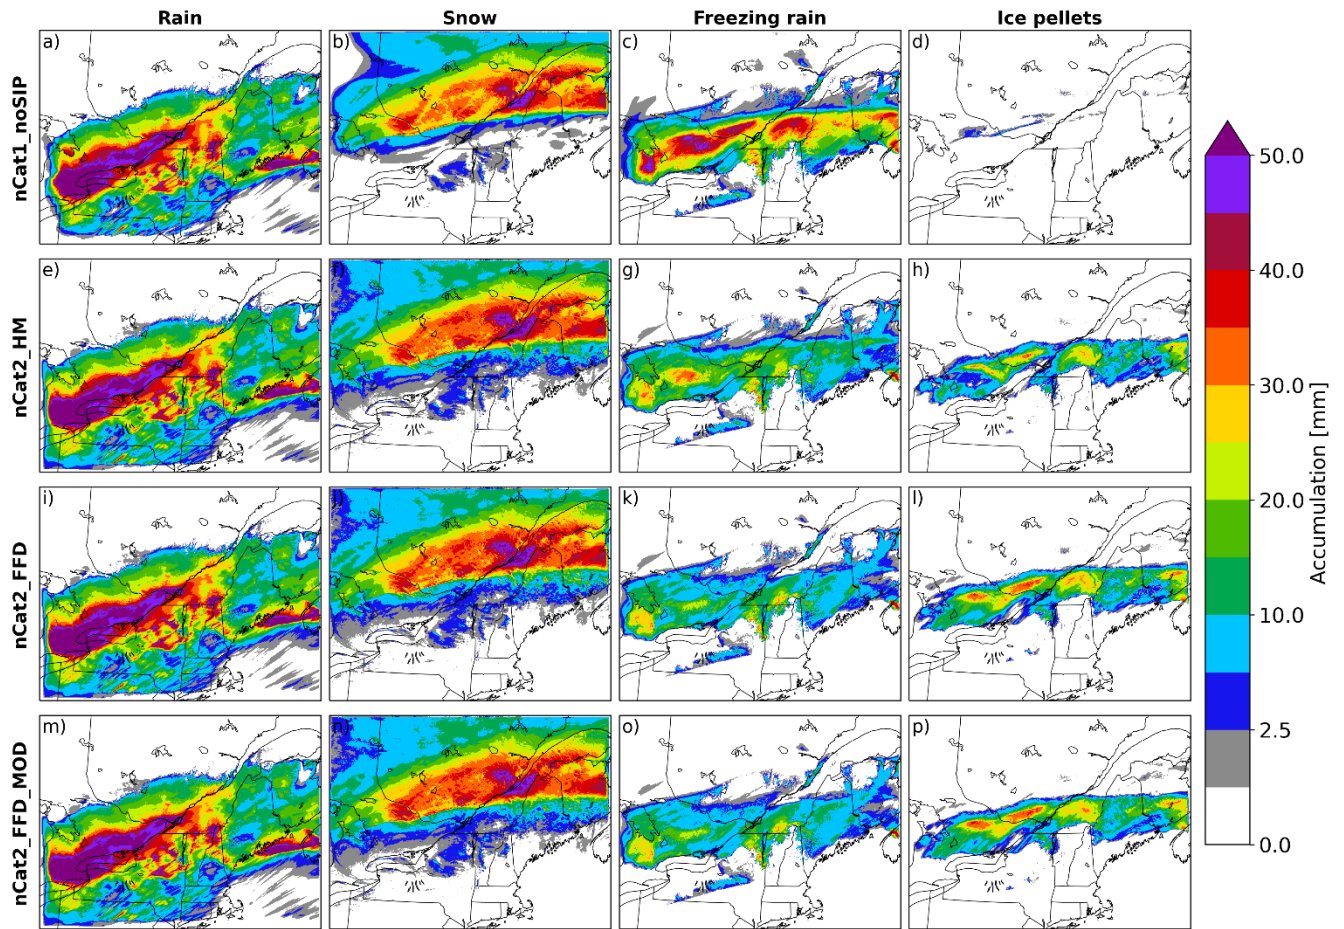 Rain Snow Freezing rain Ice pellets
nCat1_noSIP
a) b) c) d)
nCat2_HM
e) f) g) h)
nCat2_FFD
i) j) k) l)
nCat2_FFD_MOD
m) n) o) p)
50.0
40.0
30.0
20.0
10.0
2.5
0.0
Accumulation [mm]